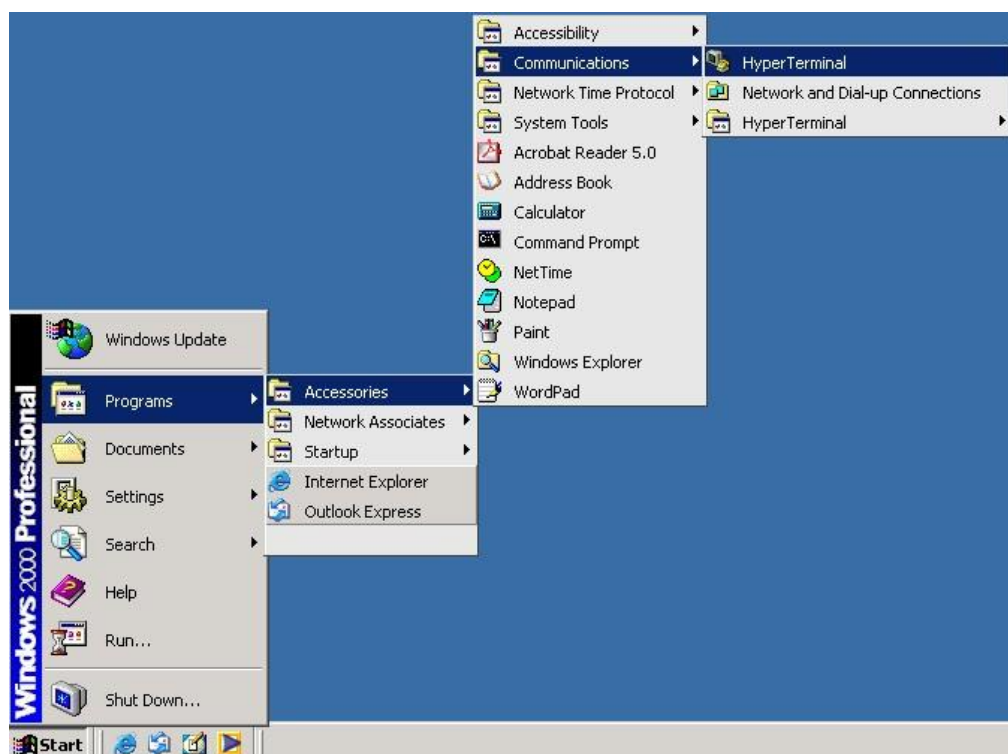 Accessibility
Communications
Network Time Protocol
System Tools
Acrobat Reader 5.0
Address Book
Calculator
Command Prompt
NetTime
Notepad
Paint
Windows Explorer
WordPad
HyperTerminal
Network and Dial-up Connections
HyperTerminal
Windows Update
Programs
Documents
Settings
Search
Help
Run...
Shut Down...
Accessories
Network Associates
Startup
Internet Explorer
Outlook Express
Windows 2000 Professional
Start